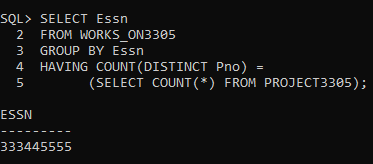 SQL> SELECT Essn
  2  FROM WORKS_ON3305
  3  GROUP BY Essn
  4  HAVING COUNT(DISTINCT Pno) =
  5       (SELECT COUNT(*) FROM PROJECT3305);
ESSN
---------
333445555